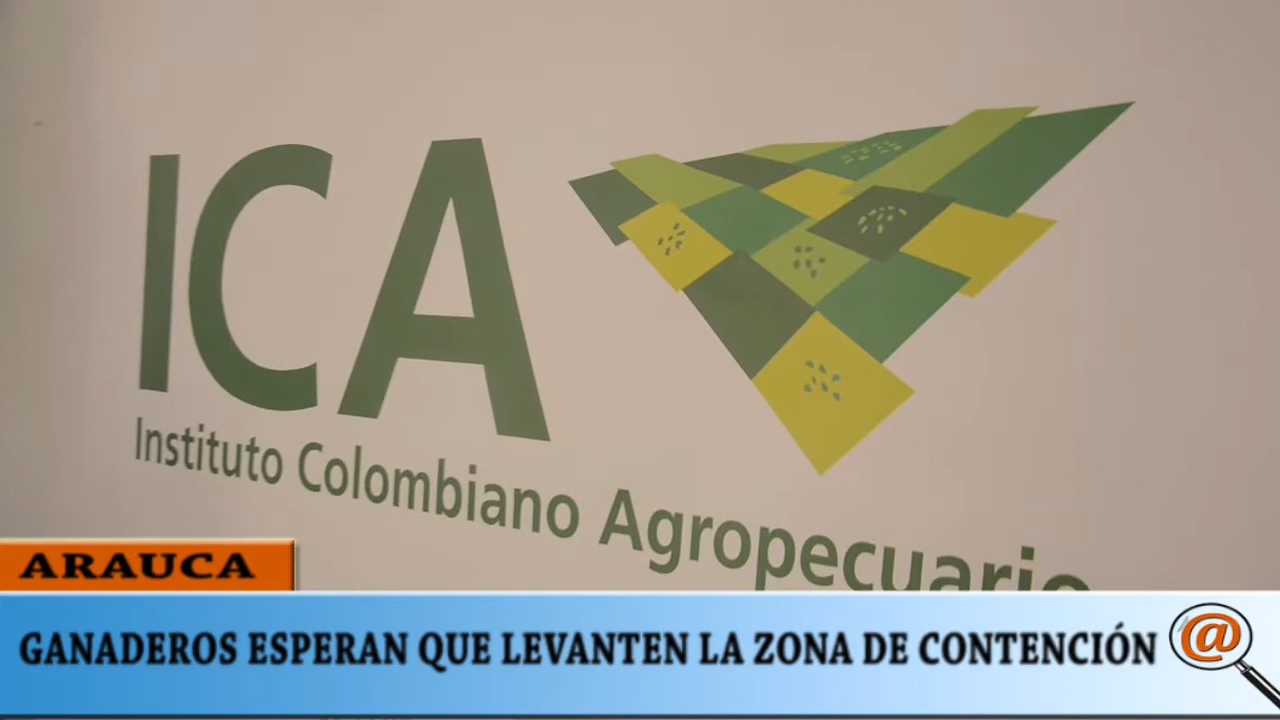 ICA
Instituto Colombiano Agropecuario
ARAUCA
GANADEROS ESPERAN QUE LEVANTEN LA ZONA DE CONTENCIÓN
@